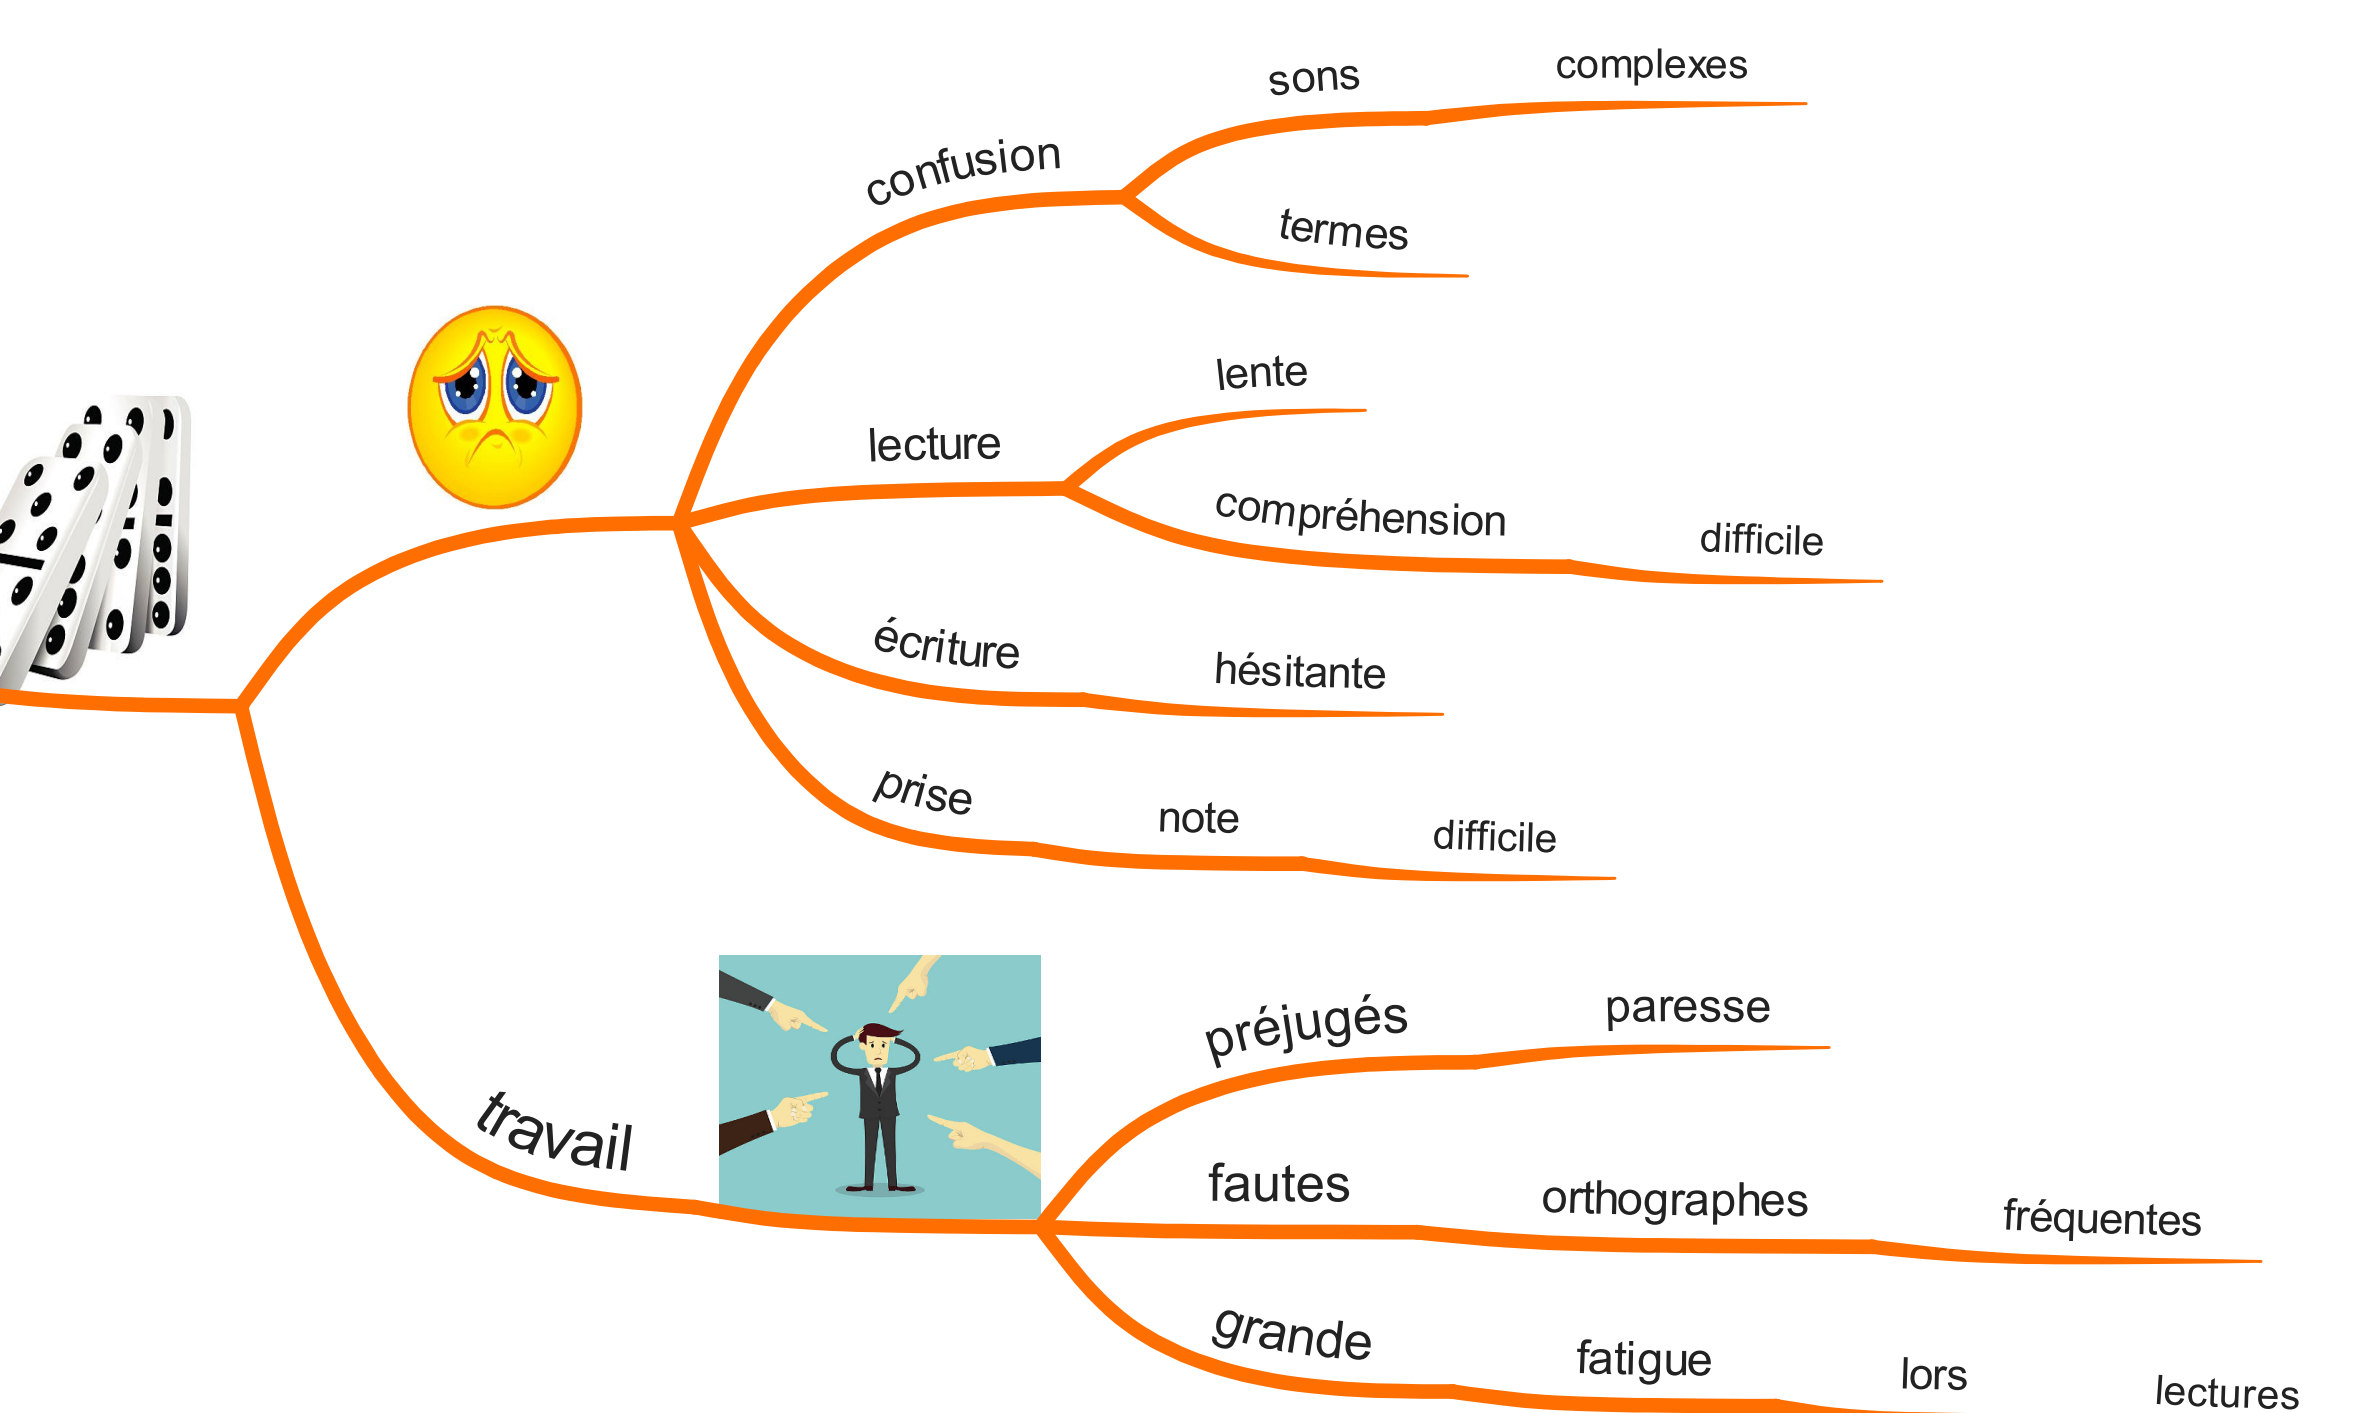 sons complexes
confusion
termes
lente
lecture
compréhension difficile
écriture hésitante
prise note difficile
préjugés paresse
travail
fautes orthographes fréquentes
grande fatigue lors lectures